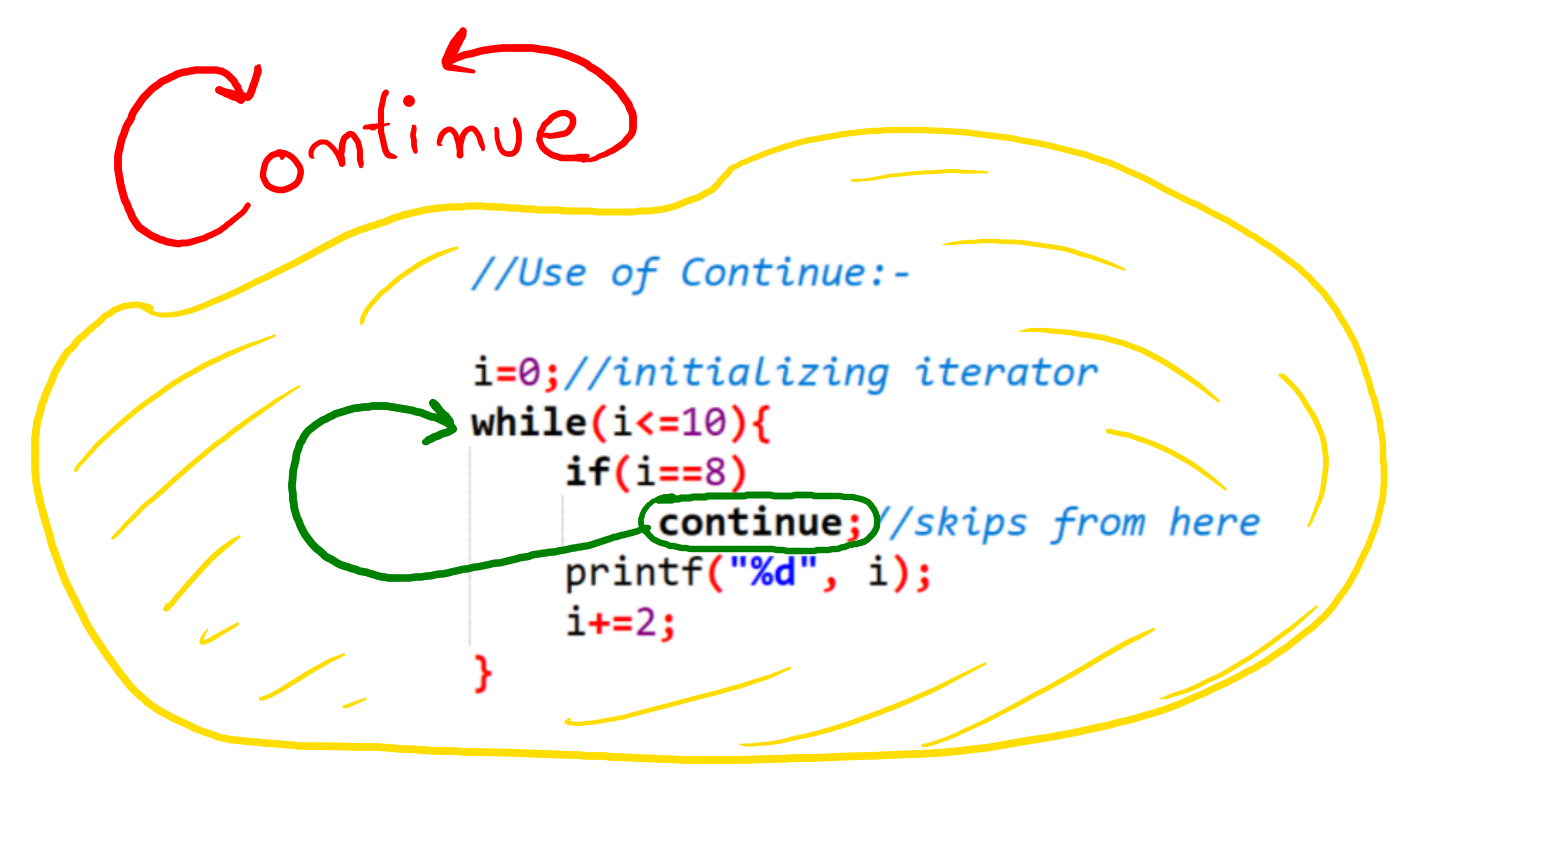 Continue
//Use of Continue:-
i=0;//initializing iterator
while(i<=10){
if(i==8)
continue;//skips from here
printf("%d", i);
i+=2;
}